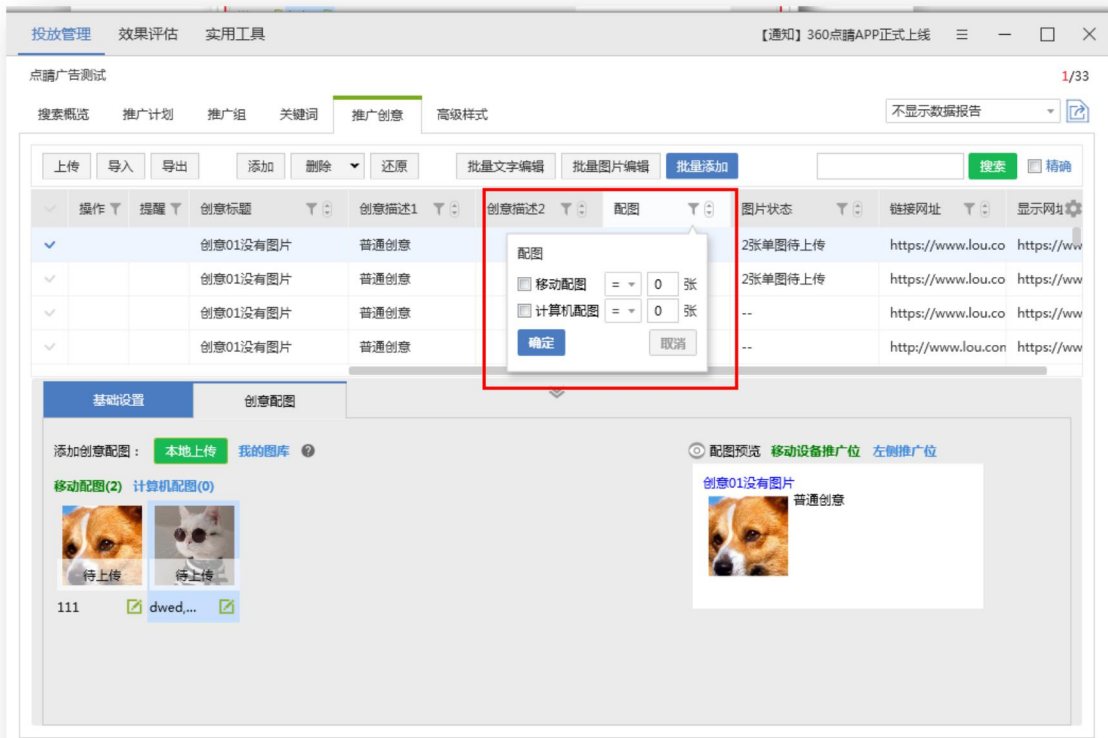 投放管理 效果评估 实用工具 【通知】360点睛APP正式上线
点睛广告测试 1/33
搜索概览 推广计划 推广组 关键词 推广创意 高级样式 不显示数据报告
上传 导入 导出 添加 删除 还原 批量文字编辑 批量图片编辑 批量添加 搜索 精确
操作 提醒 创意标题 创意描述1 创意描述2 配图 图片状态 链接网址 显示网址
创意01没有图片 普通创意 2张单图待上传 https://www.lou.co https://ww
创意01没有图片 普通创意 2张单图待上传 https://www.lou.co https://ww
创意01没有图片 普通创意 -- https://www.lou.co https://ww
创意01没有图片 普通创意 -- http://www.lou.con https://ww
配图
移动配图 = 0 张
计算机配图 = 0 张
确定 取消
基础设置 创意配图
添加创意配图： 本地上传 我的图库 配图预览 移动设备推广位 左侧推广位
移动配图(2) 计算机配图(0)
创意01没有图片
普通创意
待上传 待上传
111 dwed,...